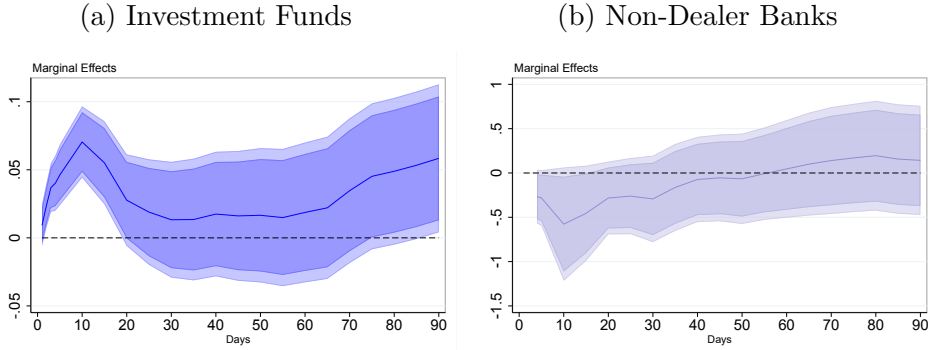 (a) Investment Funds
Marginal Effects
.1
.05
0
-.05
0 10 20 30 40 50 60 70 80 90
Days
(b) Non-Dealer Banks
Marginal Effects
1
.5
0
-.5
-1
-1.5
0 10 20 30 40 50 60 70 80 90
Days